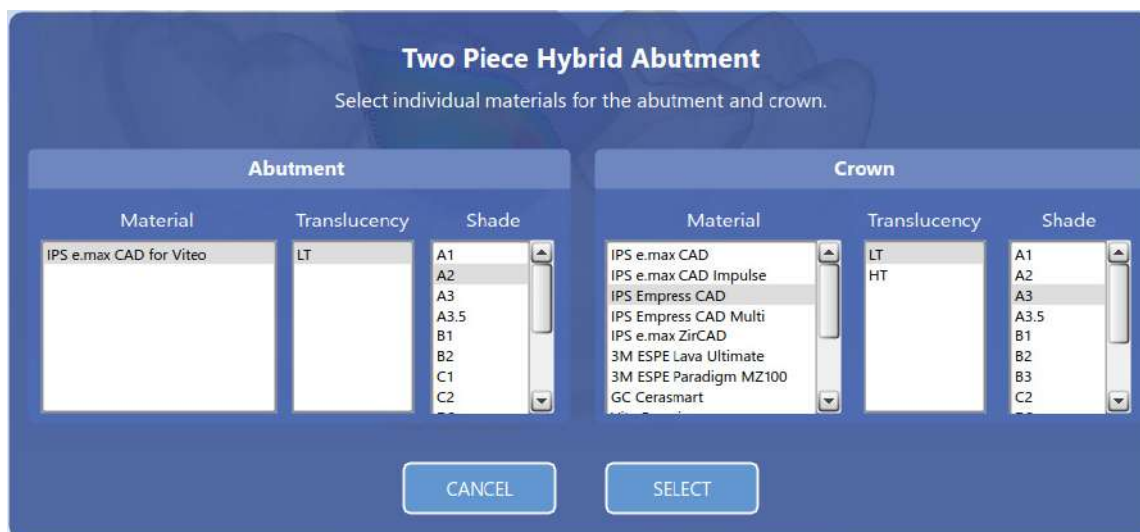 Two Piece Hybrid Abutment
Select individual materials for the abutment and crown.
Abutment
Material Translucency Shade
IPS e.max CAD for Viteo
LT
A1
A2
A3
A3.5
B1
B2
C1
C2
Crown
Material Translucency Shade
IPS e.max CAD
IPS e.max CAD Impulse
IPS Empress CAD
IPS Empress CAD Multi
IPS e.max ZirCAD
3M ESPE Lava Ultimate
3M ESPE Paradigm MZ100
GC Cerasmart
LT
HT
A1
A2
A3
A3.5
B1
B2
B3
C2
CANCEL SELECT